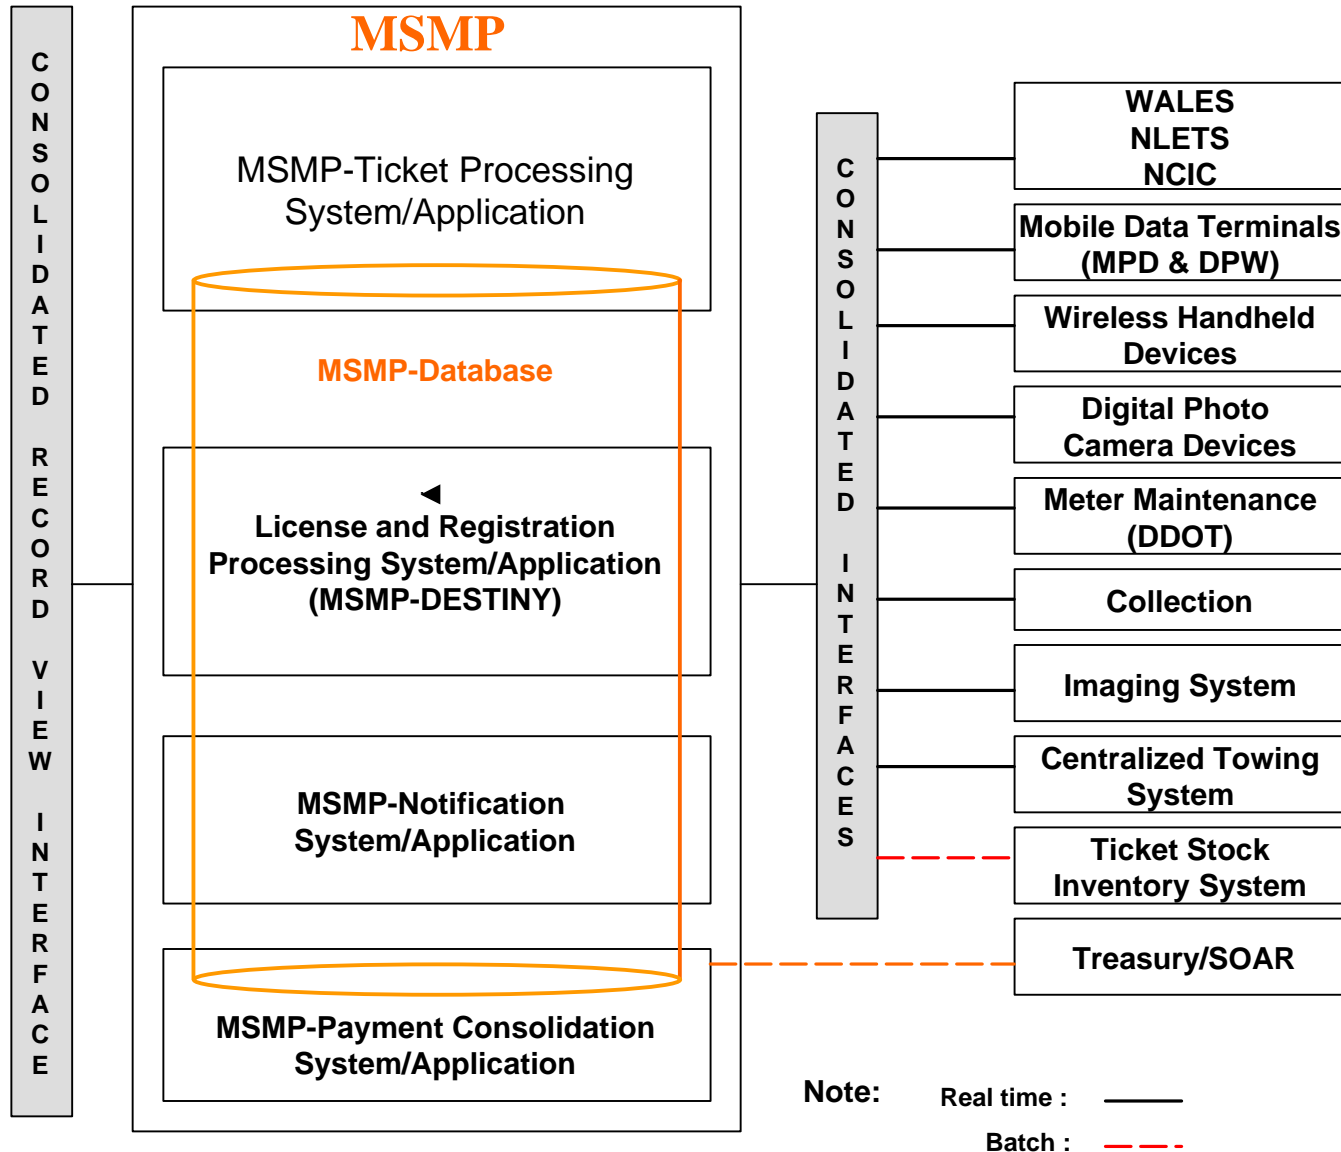 CONSOLIDATED RECORD VIEW INTERFACE
MSMP
MSMP-Ticket Processing
System/Application
MSMP-Database
License and Registration
Processing System/Application
(MSMP-DESTINY)
MSMP-Notification
System/Application
MSMP-Payment Consolidation
System/Application
CONSOLIDATED INTERFACES
WALES
NLETS
NCIC
Mobile Data Terminals
(MPD & DPW)
Wireless Handheld
Devices
Digital Photo
Camera Devices
Meter Maintenance
(DDOT)
Collection
Imaging System
Centralized Towing
System
Ticket Stock
Inventory System
Treasury/SOAR
Note:
Real time :
Batch :